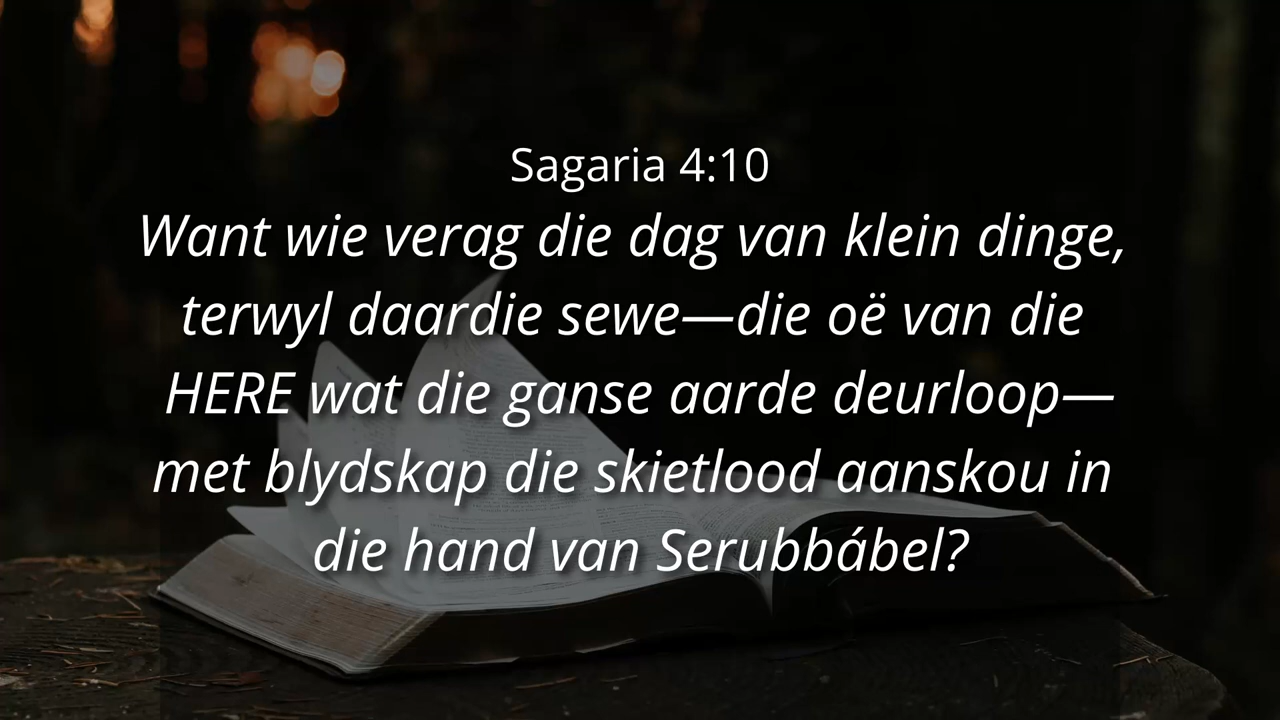 Sagaria 4:10
Want wie verag die dag van klein dinge,
terwyl daardie sewe—die oë van die
HERE wat die ganse aarde deurloop—
met blydskap die skietlood aanskou in
die hand van Serubbábel?